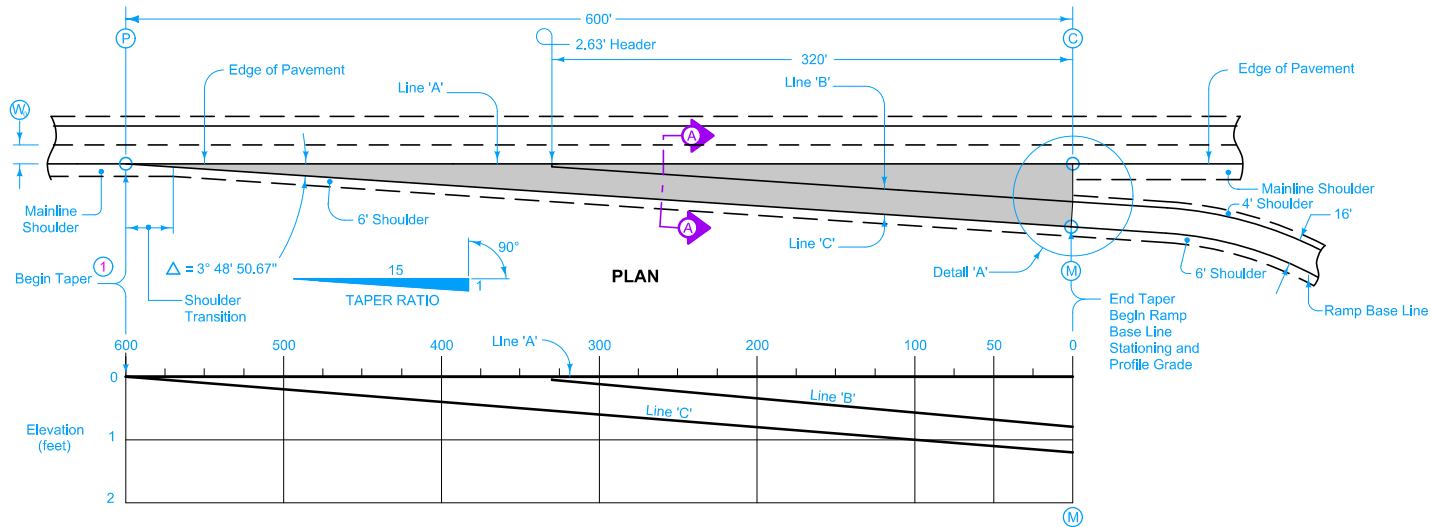 600'
P
C
2.63' Header
320'
Edge of Pavement
Line 'A'
Line 'B'
Edge of Pavement
W
A
Mainline
Shoulder
6' Shoulder
A
Line 'C'
Mainline Shoulder
4' Shoulder
16'
Begin Taper
1
Δ = 3° 48' 50.67"
15
90°
1
TAPER RATIO
PLAN
Detail 'A'
M
6' Shoulder
Shoulder
Transition
End Taper
Begin Ramp
Base Line
Stationing and
Profile Grade
Ramp Base Line
600
500
400
Line 'A'
300
200
100
50
0
0
Line 'B'
Line 'C'
Elevation
(feet)
1
2
M